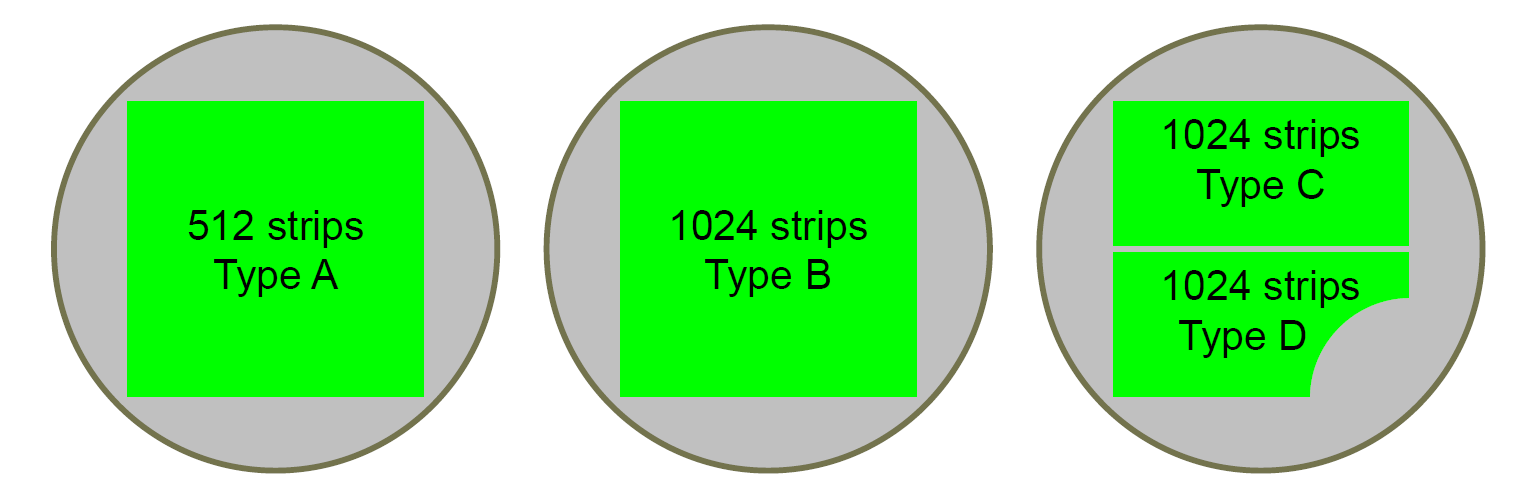 512 strips
Type A
1024 strips
Type B
1024 strips
Type C
1024 strips
Type D